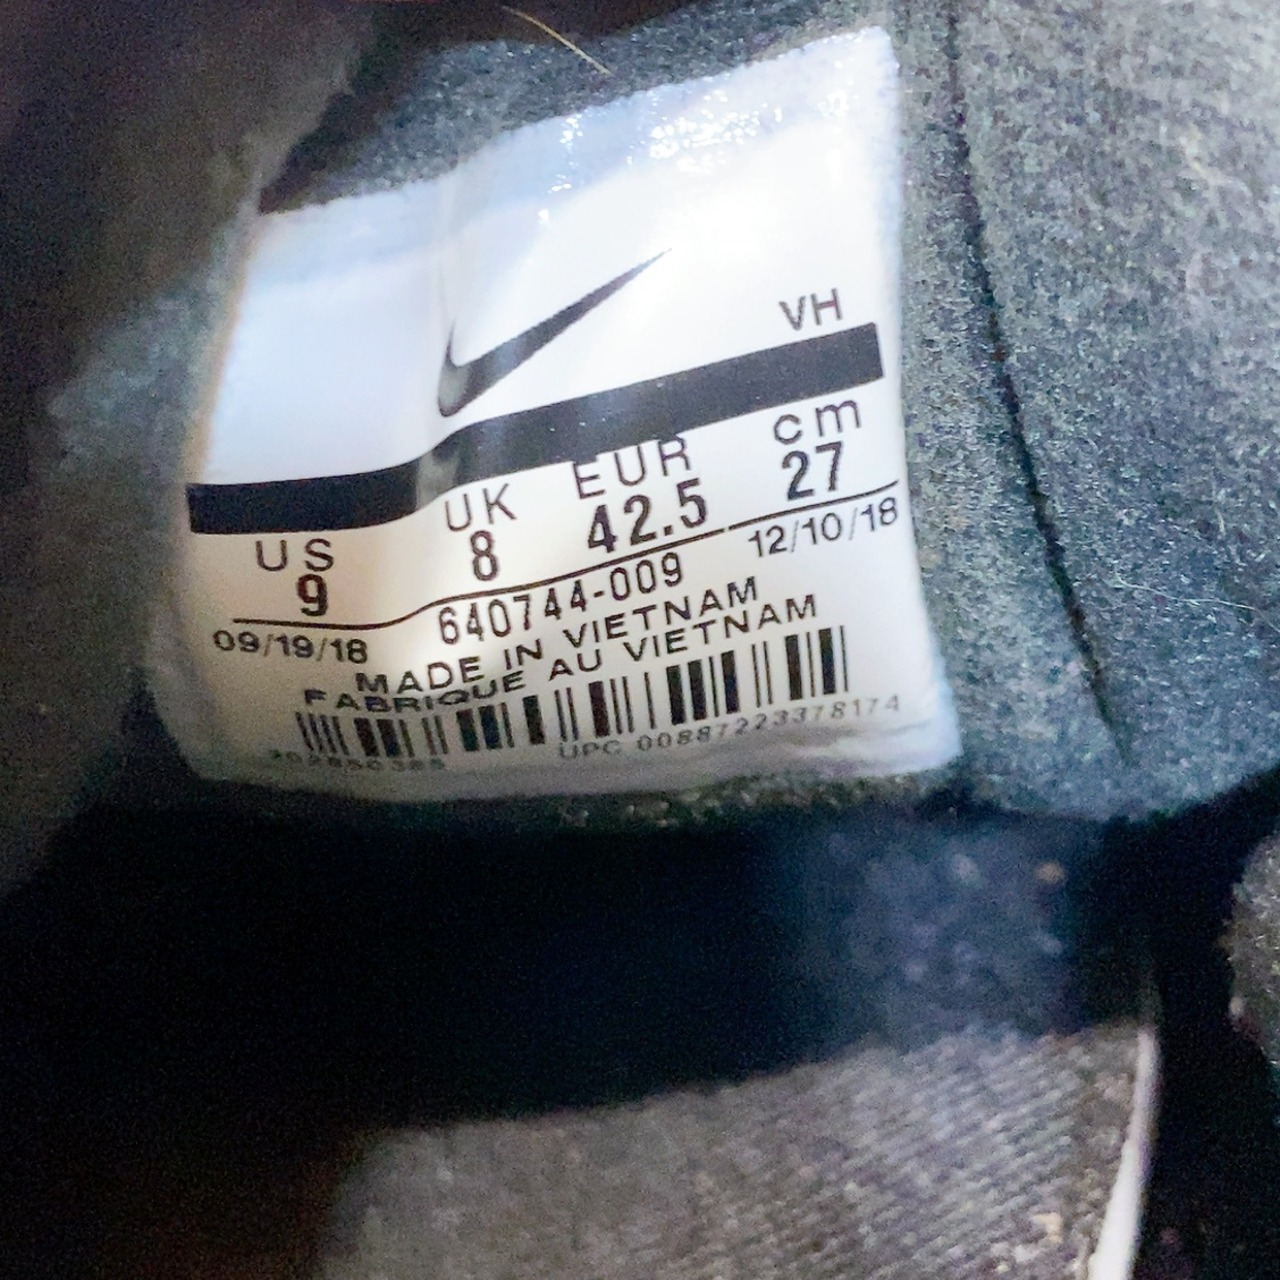 VH
US UK EUR cm
9 8 42.5 27
09/19/18 640744-009 12/10/18
MADE IN VIETNAM
FABRIQUE AU VIETNAM
UPC 00887223378174